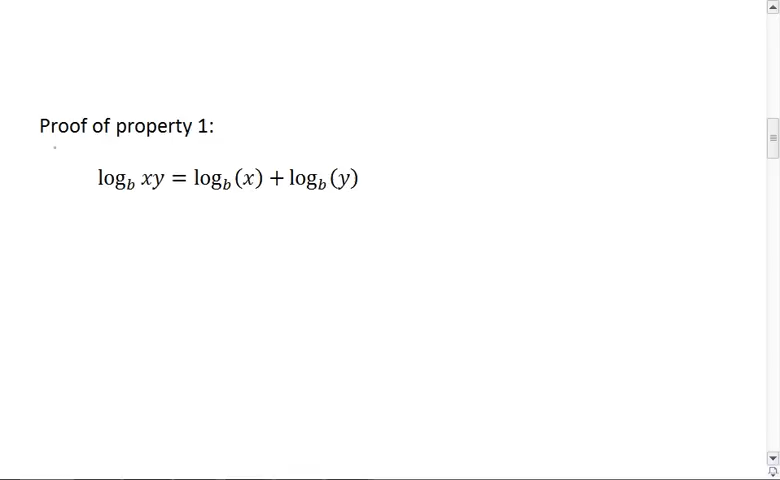 Proof of property 1:
log_b xy = log_b(x) + log_b(y)